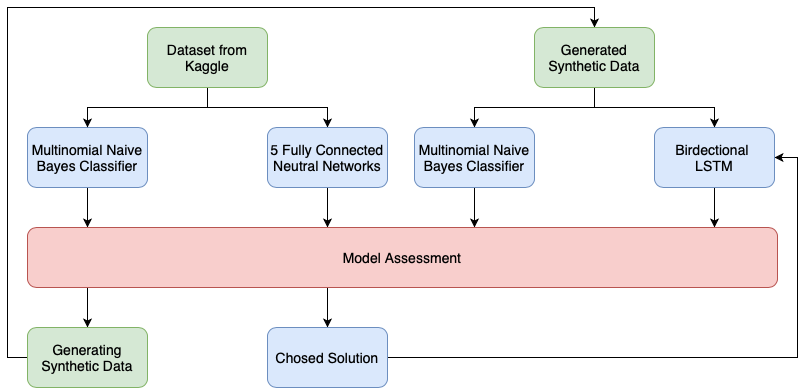 Dataset from
Kaggle
Generated
Synthetic Data
Multinomial Naive
Bayes Classifier
5 Fully Connected
Neutral Networks
Multinomial Naive
Bayes Classifier
Birdectional
LSTM
Model Assessment
Generating
Synthetic Data
Chosed Solution